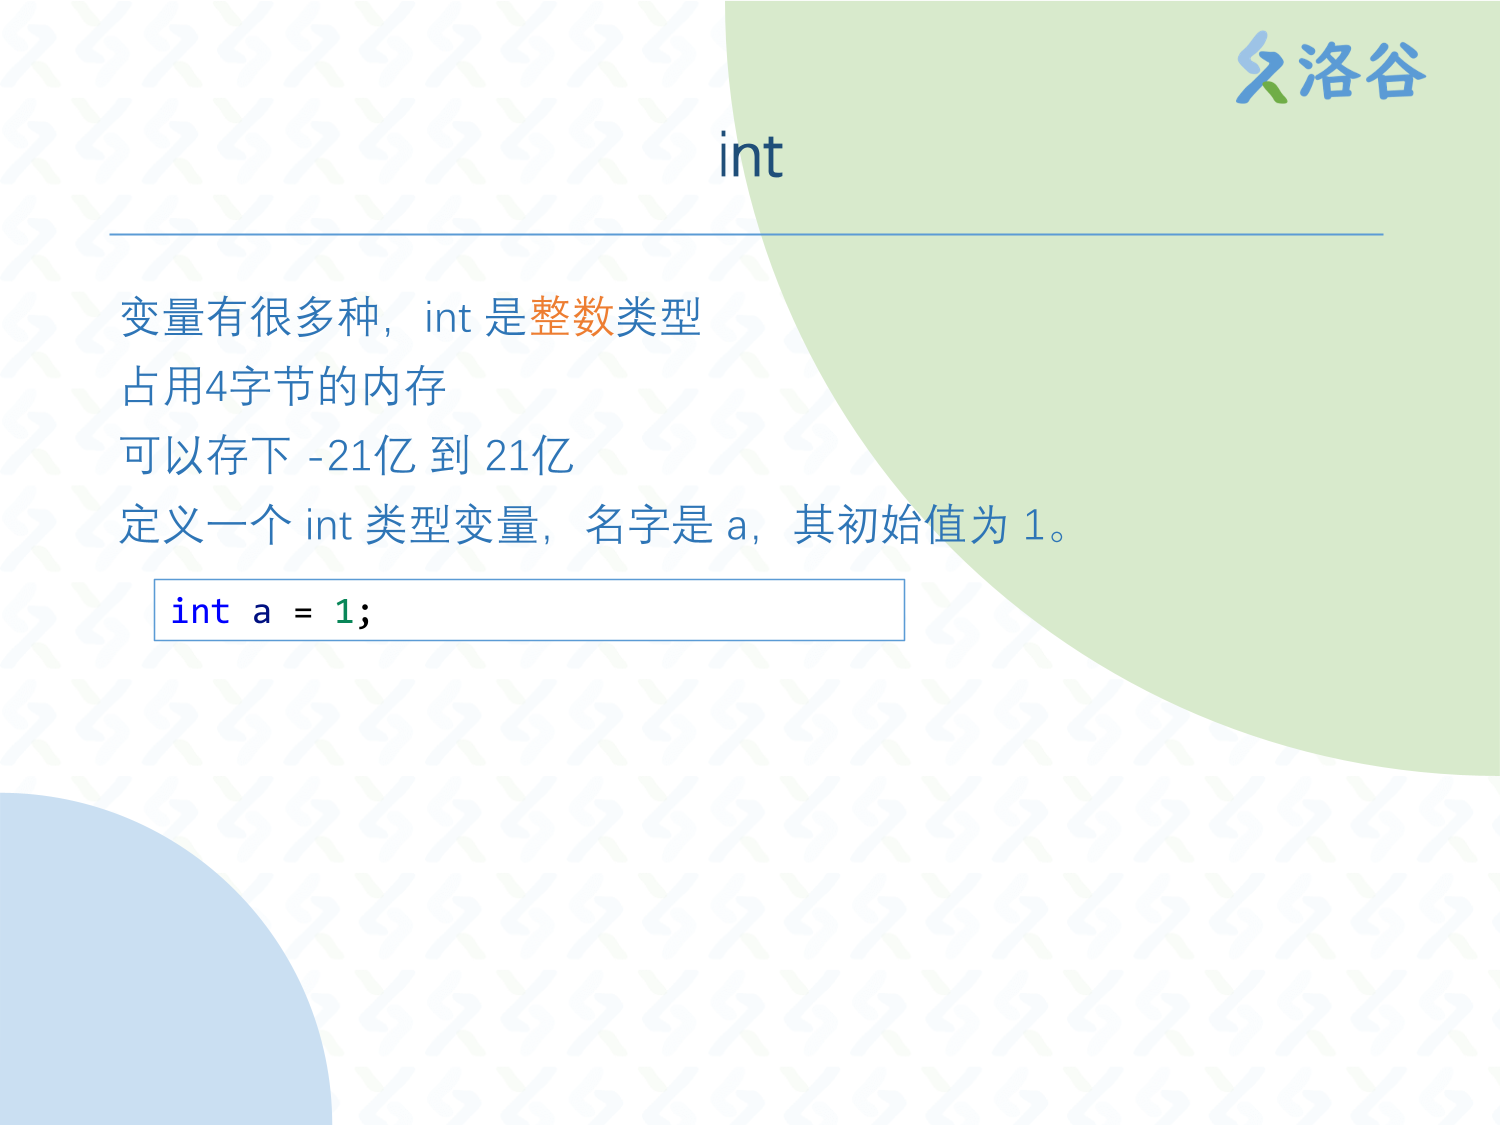 洛谷
int
变量有很多种，int 是整数类型
占用4字节的内存
可以存下 -21亿 到 21亿
定义一个 int 类型变量，名字是 a，其初始值为 1。
int a = 1;